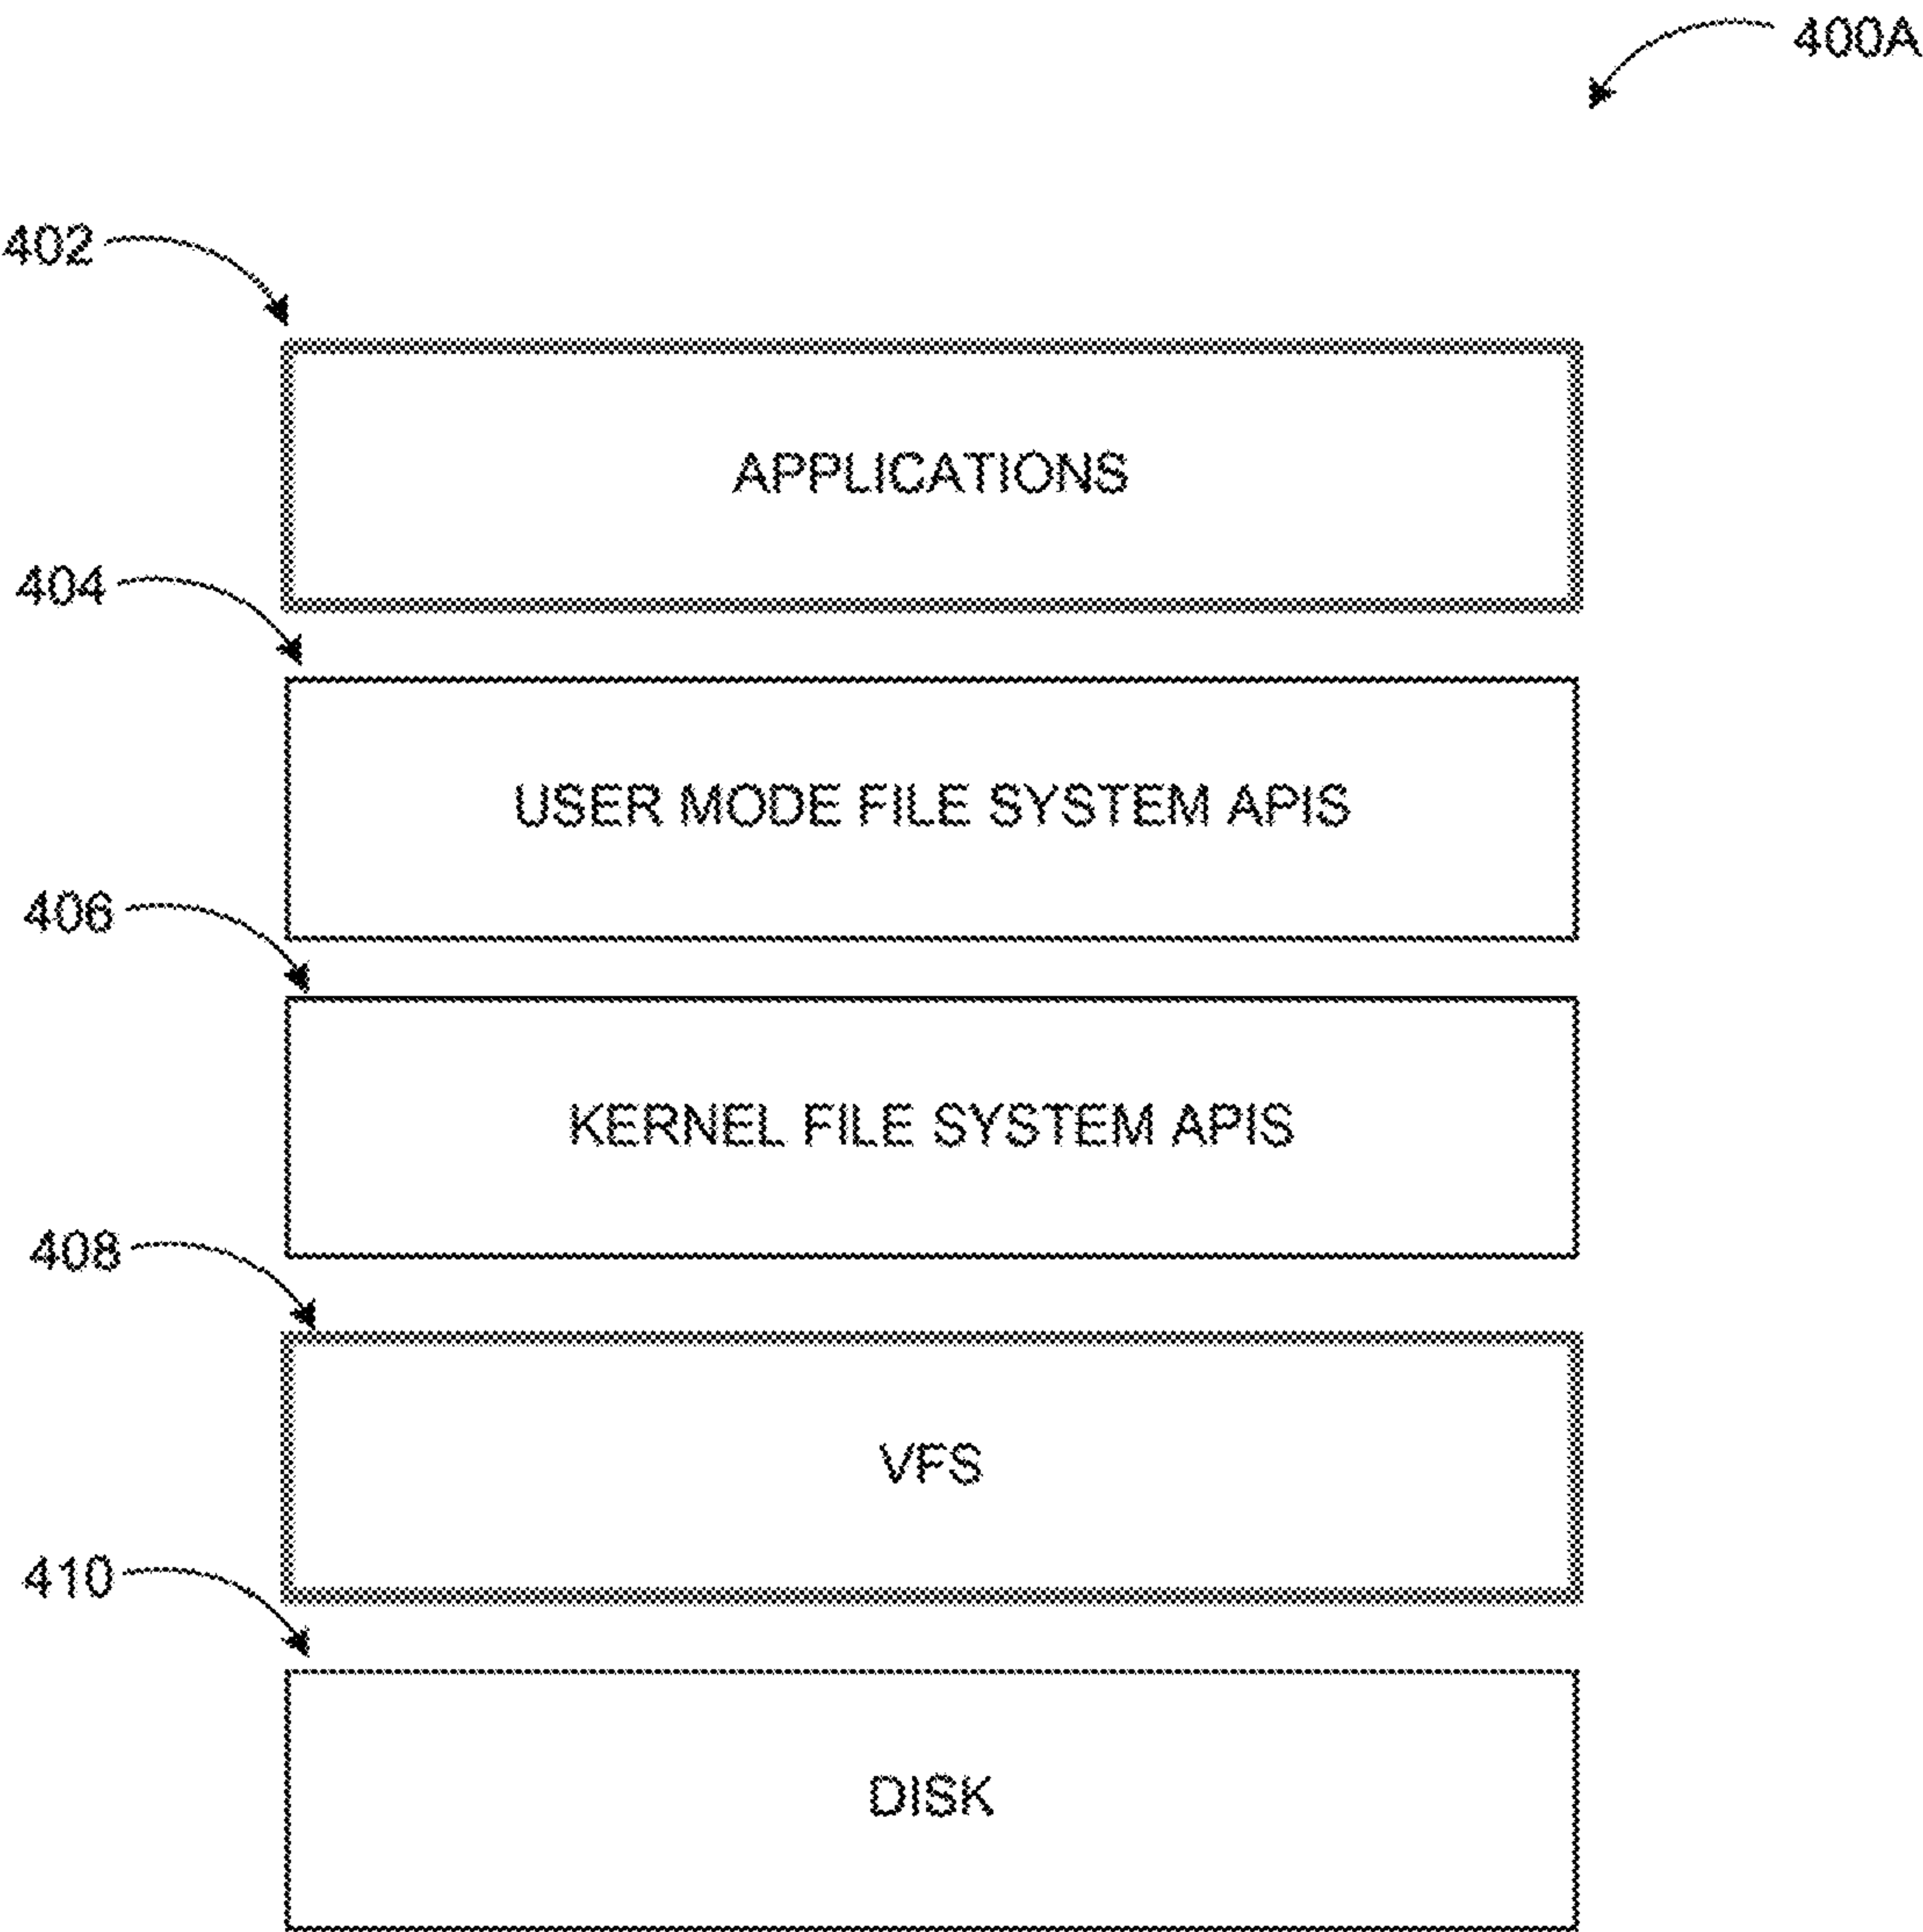 400A
402
APPLICATIONS
404
USER MODE FILE SYSTEM APIS
406
KERNEL FILE SYSTEM APIS
408
VFS
410
DISK